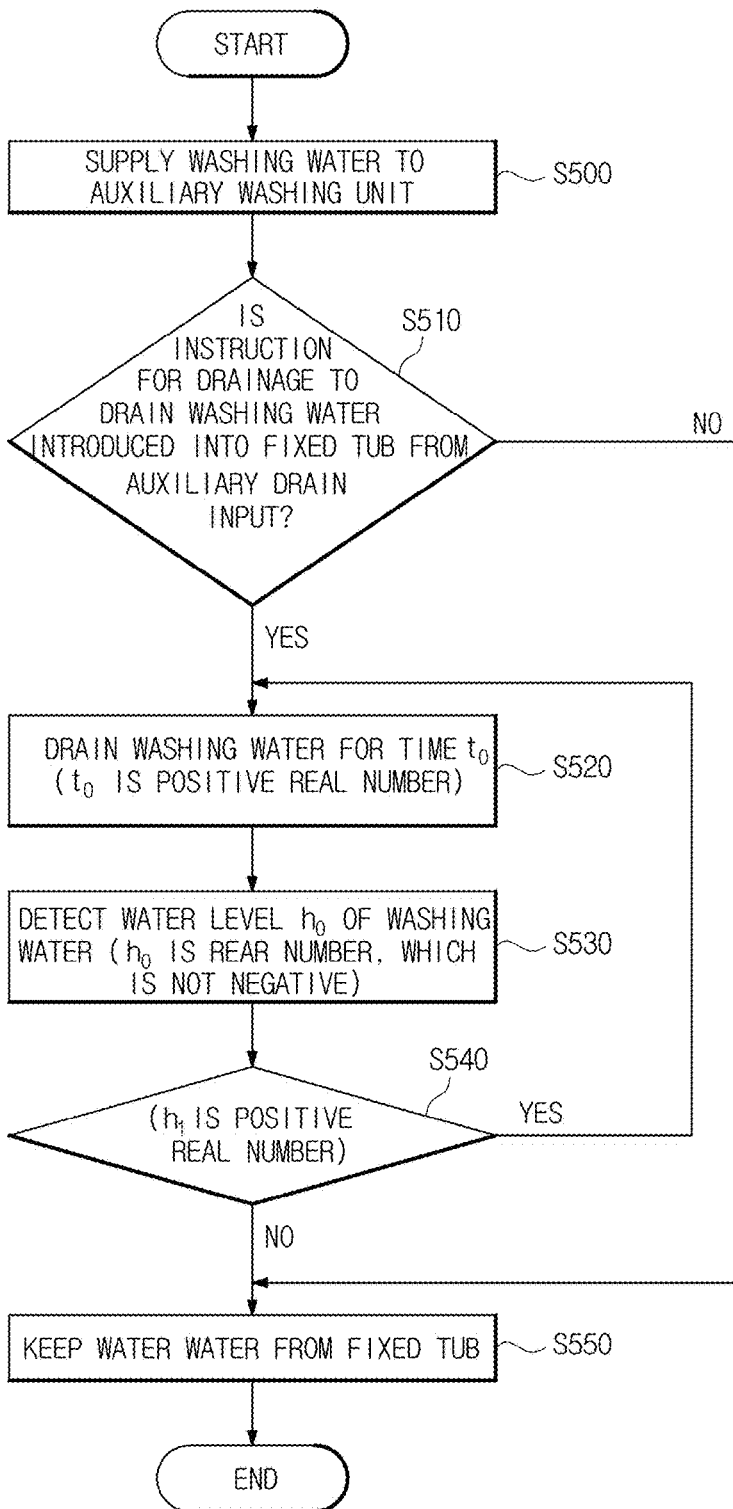 START
SUPPLY WASHING WATER TO
AUXILIARY WASHING UNIT
S500
IS
INSTRUCTION
FOR DRAINAGE TO
DRAIN WASHING WATER
INTRODUCED INTO FIXED TUB FROM
AUXILIARY DRAIN
INPUT?
S510
NO
YES
DRAIN WASHING WATER FOR TIME t₀
(t₀ IS POSITIVE REAL NUMBER)
S520
DETECT WATER LEVEL h₀ OF WASHING
WATER (h₀ IS REAR NUMBER, WHICH
IS NOT NEGATIVE)
S530
(h₁ IS POSITIVE
REAL NUMBER)
S540
YES
NO
KEEP WATER WATER FROM FIXED TUB
S550
END